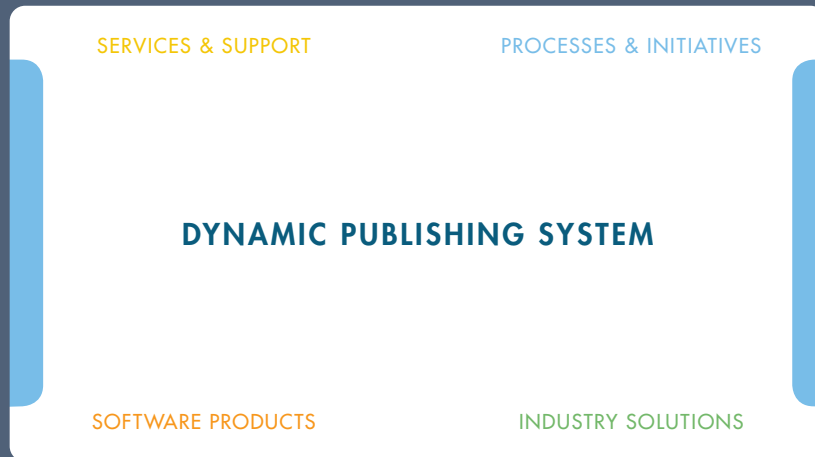 SERVICES & SUPPORT
PROCESSES & INITIATIVES
DYNAMIC PUBLISHING SYSTEM
SOFTWARE PRODUCTS
INDUSTRY SOLUTIONS